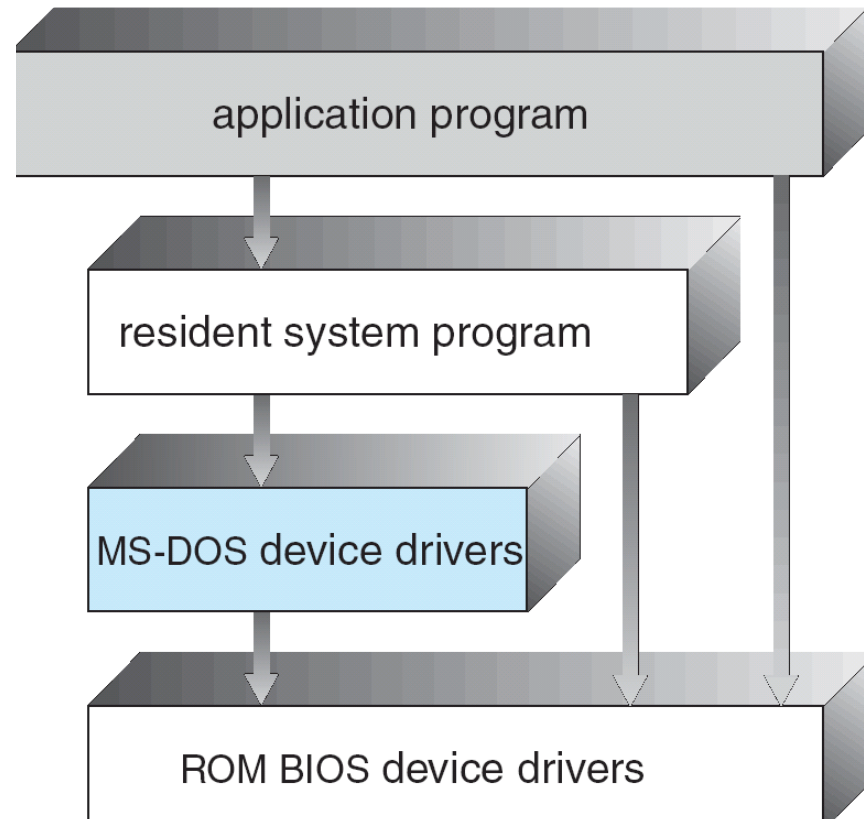 application program
resident system program
MS-DOS device drivers
ROM BIOS device drivers